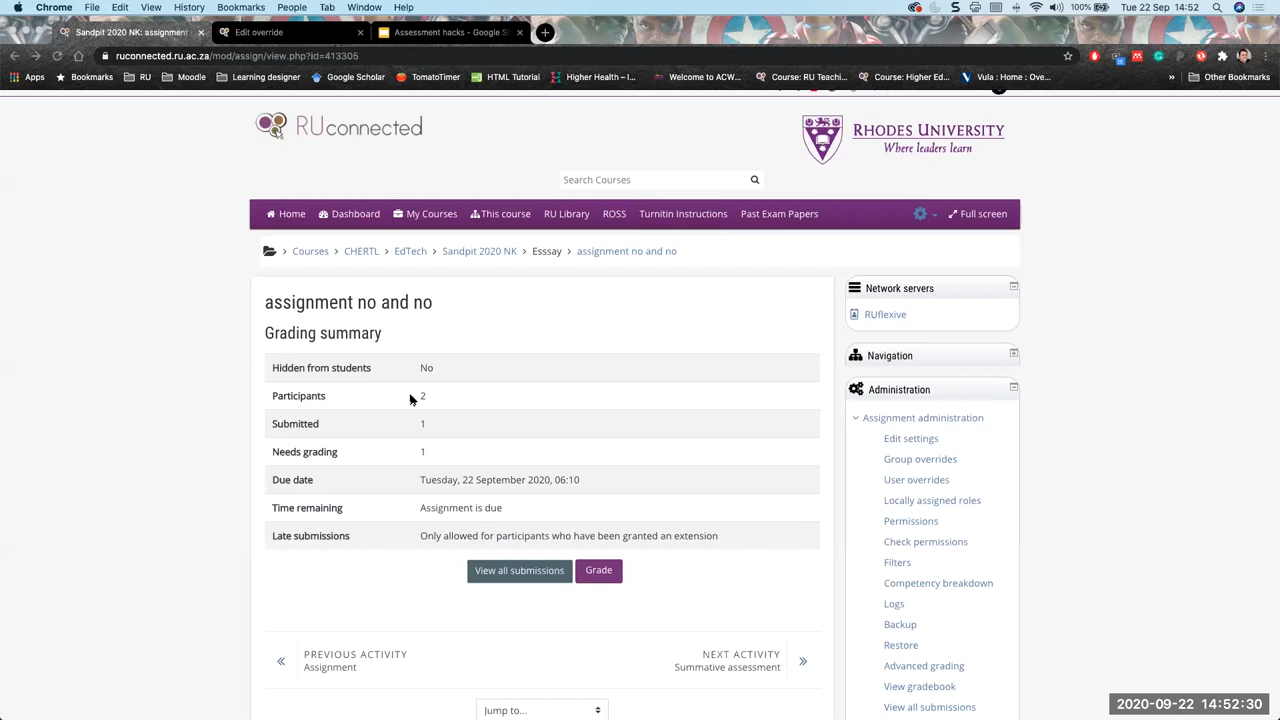 Chrome File Edit View History Bookmarks People Tab Window Help 100% Tue 22 Sep 14:52
Sandpit 2020 NK: assignment Edit override Assessment hacks - Google S
ruconnected.ru.ac.za/mod/assign/view.php?id=413305
Apps Bookmarks RU Moodle Learning designer Google Scholar TomatoTimer HTML Tutorial Higher Health – I... Welcome to ACW... Course: RU Teachi... Course: Higher Ed... Vula : Home : Ove... » Other Bookmarks
RUconnected
RHODES UNIVERSITY
Where leaders learn
Search Courses
Home Dashboard My Courses This course RU Library ROSS Turnitin Instructions Past Exam Papers Full screen
Courses CHERTL EdTech Sandpit 2020 NK Esssay assignment no and no
assignment no and no
Grading summary
Hidden from students No
Participants 2
Submitted 1
Needs grading 1
Due date Tuesday, 22 September 2020, 06:10
Time remaining Assignment is due
Late submissions Only allowed for participants who have been granted an extension
View all submissions Grade
PREVIOUS ACTIVITY
Assignment
NEXT ACTIVITY
Summative assessment
Jump to...
Network servers
RUflexive
Navigation
Administration
Assignment administration
Edit settings
Group overrides
User overrides
Locally assigned roles
Permissions
Check permissions
Filters
Competency breakdown
Logs
Backup
Restore
Advanced grading
View gradebook
View all submissions
2020-09-22 14:52:30